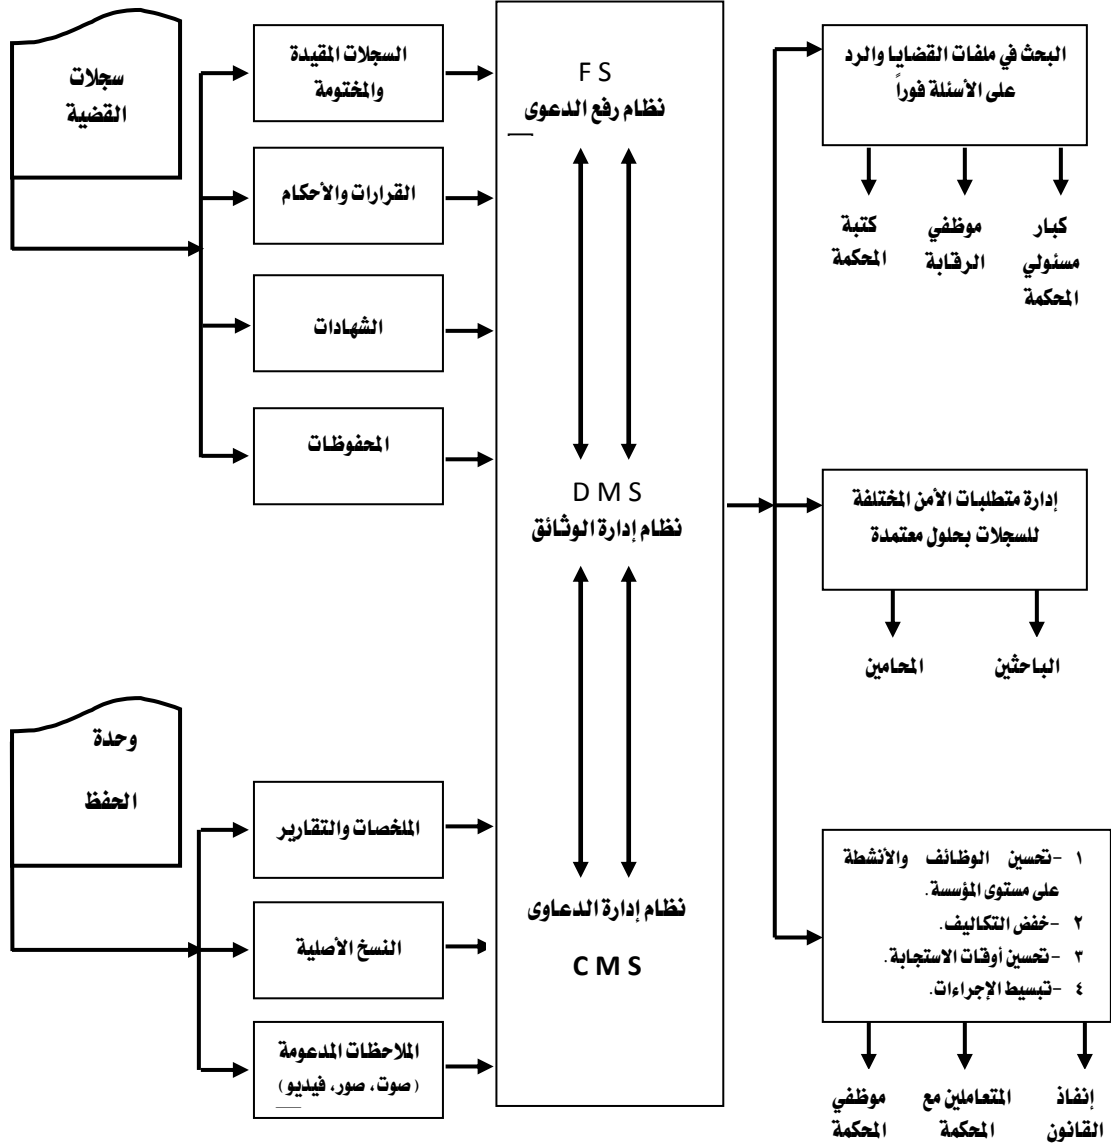 سجلات
القضية
السجلات المقيدة
والمختومة
القرارات والأحكام
الشهادات
المحفوظات
وحدة
الحفظ
الملخصات والتقارير
النسخ الأصلية
الملاحظات المدعومة
(صوت، صور، فيديو)
F S
نظام رفع الدعوى
D M S
نظام إدارة الوثائق
نظام إدارة الدعاوى
C M S
البحث في ملفات القضايا والرد
على الأسئلة فوراً
كبار
مسئولي
المحكمة
موظفي
الرقابة
كتبة
المحكمة
إدارة متطلبات الأمن المختلفة
للسجلات بحلول معتمدة
الباحثين
المحامين
١ -تحسين الوظائف والأنشطة
على مستوى المؤسسة.
٢ -خفض التكاليف.
٣ -تحسين أوقات الاستجابة.
٤ -تبسيط الإجراءات.
إنفاذ
القانون
المتعاملين مع
المحكمة
موظفي
المحكمة